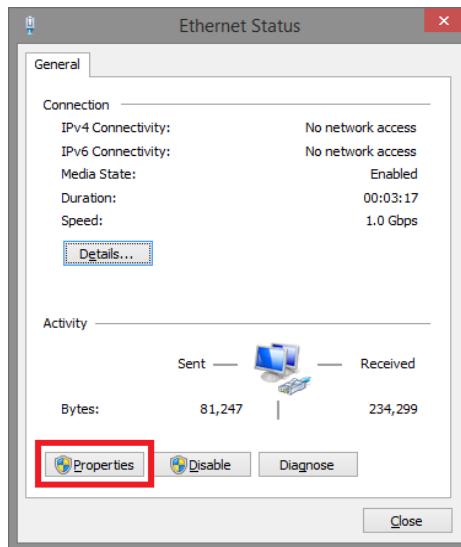 Ethernet Status
General
Connection
IPv4 Connectivity: No network access
IPv6 Connectivity: No network access
Media State: Enabled
Duration: 00:03:17
Speed: 1.0 Gbps
Details...
Activity
Sent Received
Bytes: 81,247 234,299
Properties Disable Diagnose
Close